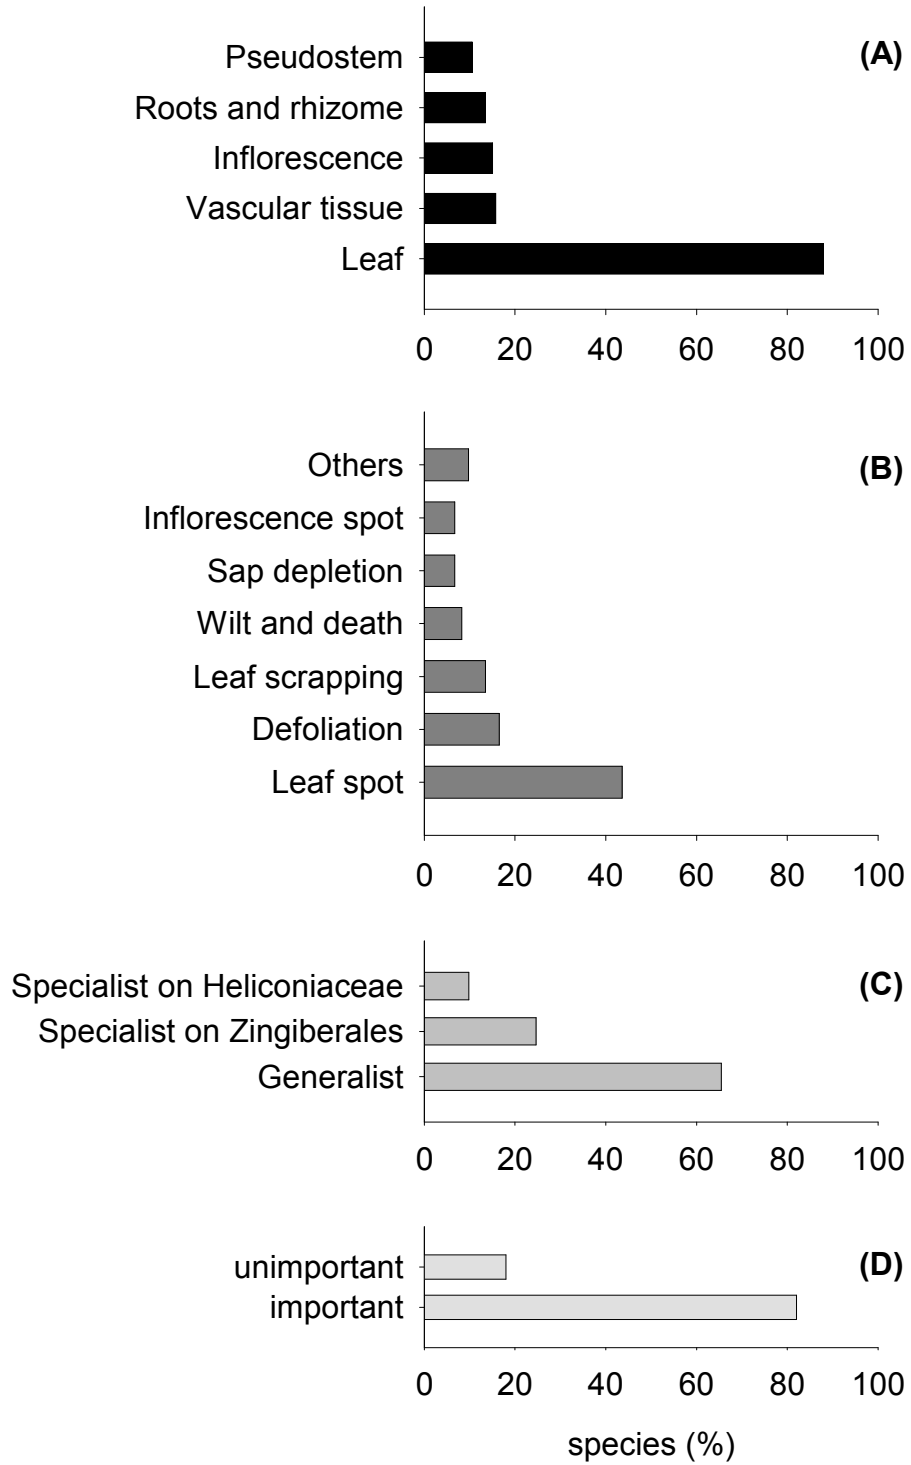 Pseudostem
(A)
Roots and rhizome
Inflorescence
Vascular tissue
Leaf
0 20 40 60 80 100
Others
(B)
Inflorescence spot
Sap depletion
Wilt and death
Leaf scrapping
Defoliation
Leaf spot
0 20 40 60 80 100
Specialist on Heliconiaceae
(C)
Specialist on Zingiberales
Generalist
0 20 40 60 80 100
unimportant
(D)
important
0 20 40 60 80 100
species (%)